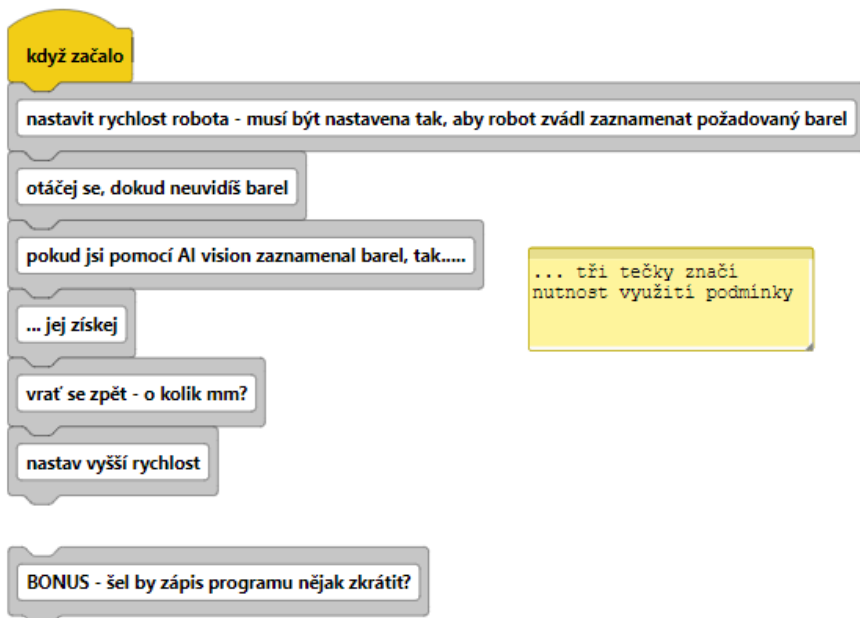 když začalo
nastavit rychlost robota - musí být nastavena tak, aby robot zvádl zaznamenat požadovaný barel
otáčej se, dokud neuvidíš barel
pokud jsi pomocí AI vision zaznamenal barel, tak.....
... tři tečky značí
nutnost využití podmínky
... jej získej
vrať se zpět - o kolik mm?
nastav vyšší rychlost
BONUS - šel by zápis programu nějak zkrátit?